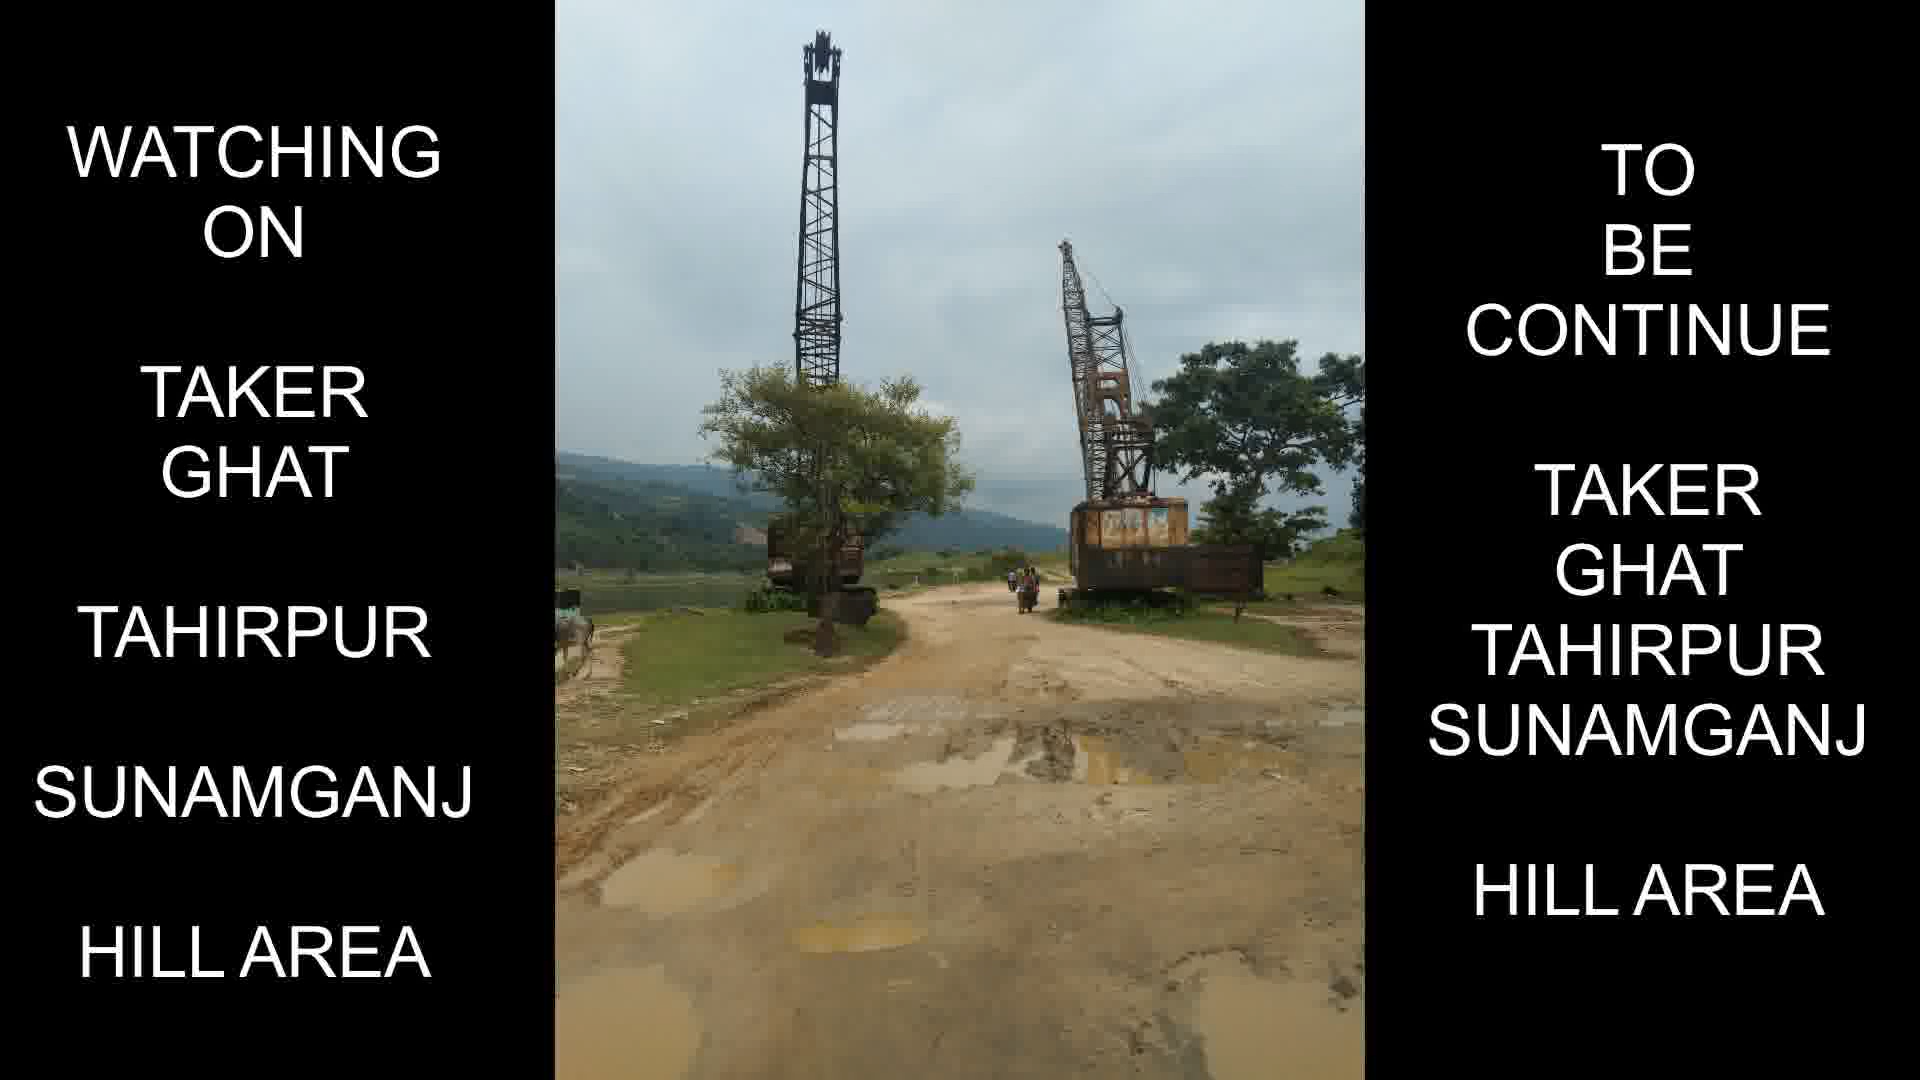 WATCHING
ON
TAKER
GHAT
TAHIRPUR
SUNAMGANJ
HILL AREA
TO
BE
CONTINUE
TAKER
GHAT
TAHIRPUR
SUNAMGANJ
HILL AREA